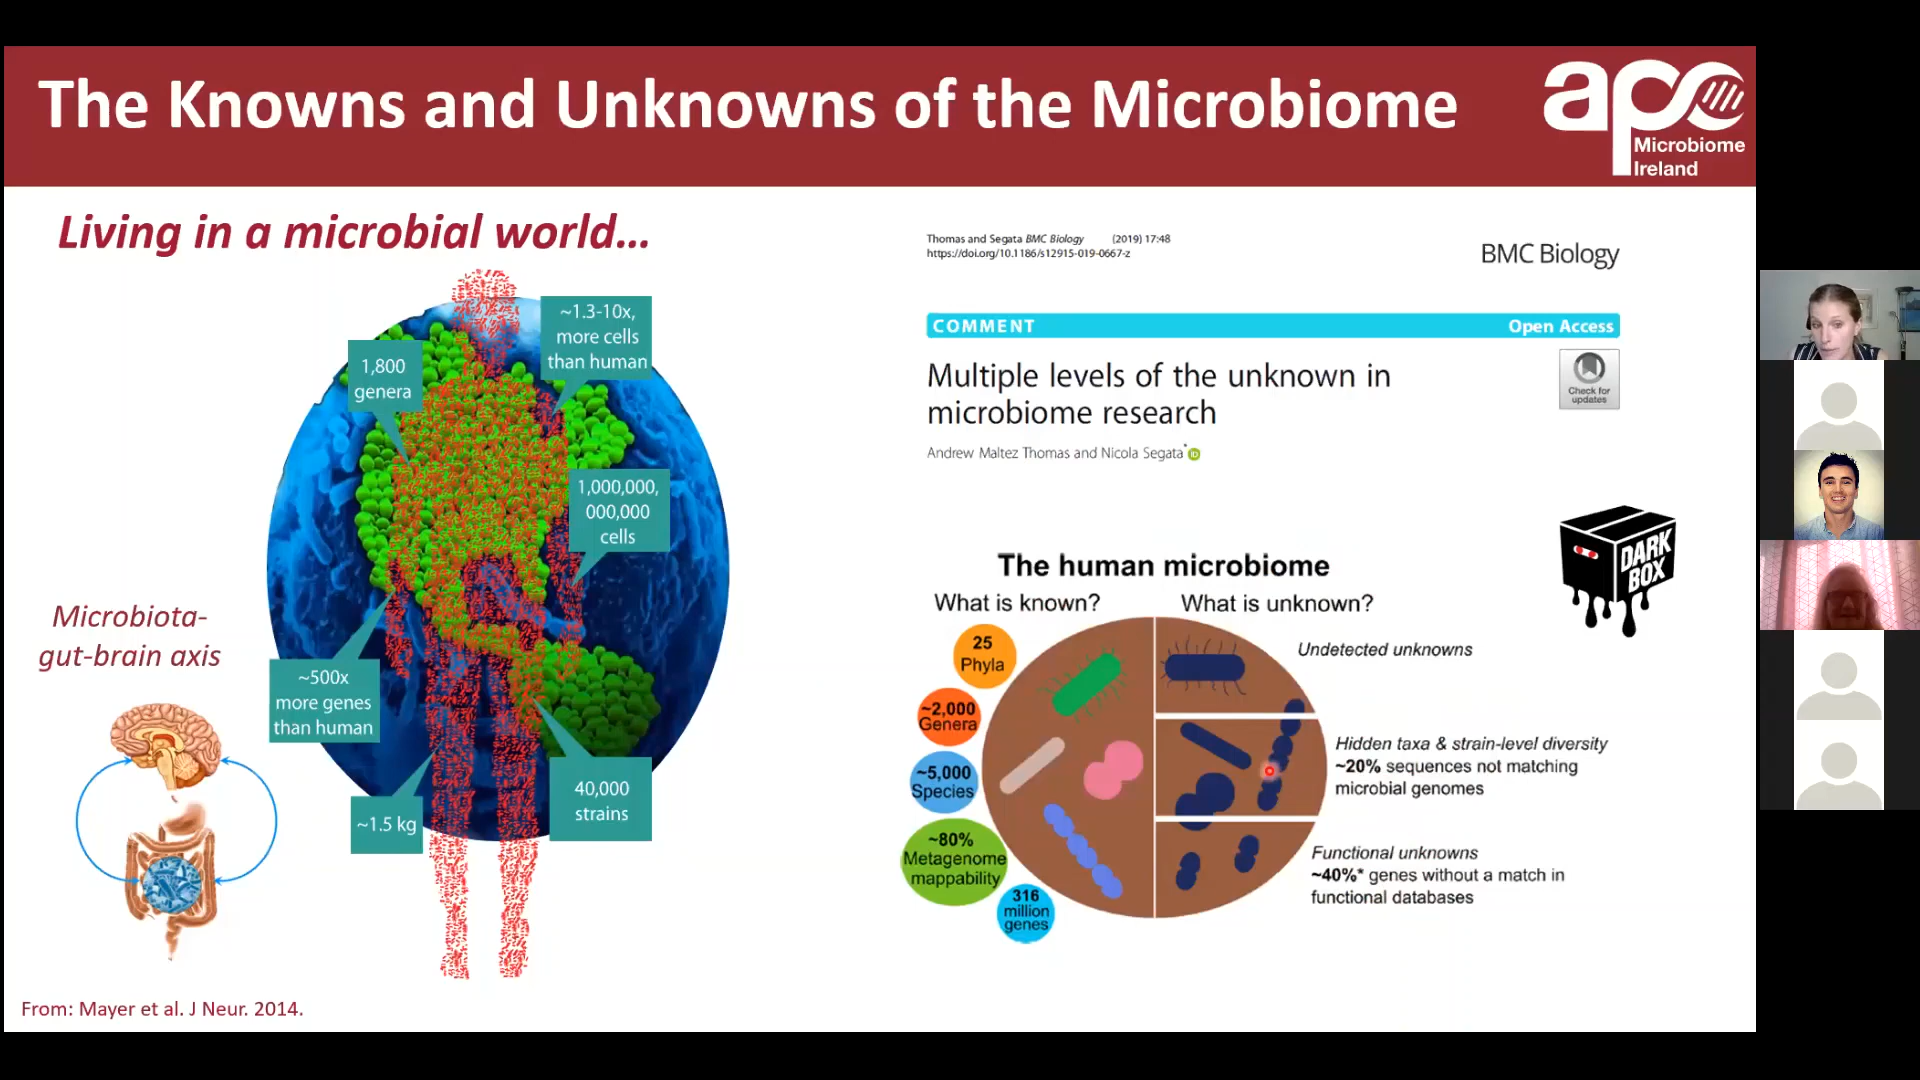 The Knowns and Unknowns of the Microbiome
apc
Microbiome
Ireland
Living in a microbial world...
~1.3-10x,
more cells
than human
1,800
genera
1,000,000,
000,000
cells
Microbiota-
gut-brain axis
~500x
more genes
than human
40,000
strains
~1.5 kg
From: Mayer et al. J Neur. 2014.
Thomas and Segata BMC Biology (2019) 17:48
https://doi.org/10.1186/s12915-019-0667-z
BMC Biology
COMMENT Open Access
Multiple levels of the unknown in
microbiome research
Check for
updates
Andrew Maltez Thomas and Nicola Segata*
iD
DARK
BOX
The human microbiome
What is known? What is unknown?
25
Phyla
~2,000
Genera
~5,000
Species
~80%
Metagenome
mappability
316
million
genes
Undetected unknowns
Hidden taxa & strain-level diversity
~20% sequences not matching
microbial genomes
Functional unknowns
~40%* genes without a match in
functional databases